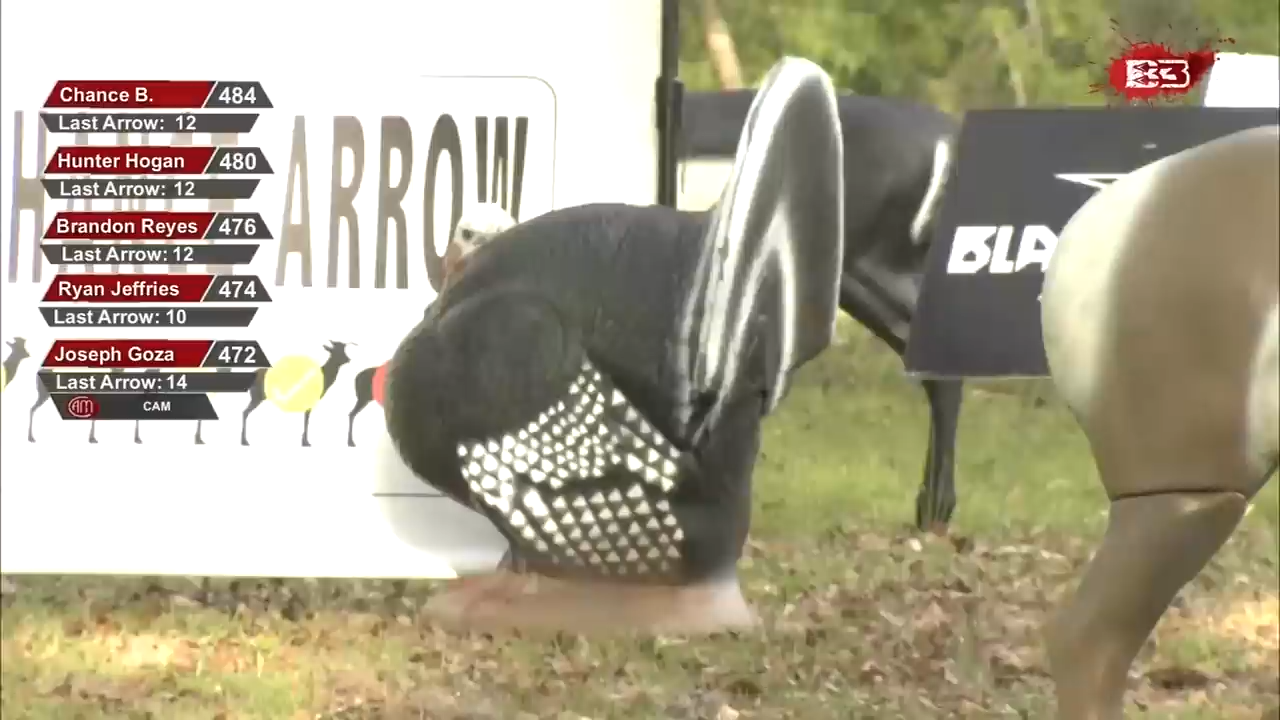 Chance B. 484
Last Arrow: 12
Hunter Hogan 480
Last Arrow: 12
Brandon Reyes 476
Last Arrow: 12
Ryan Jeffries 474
Last Arrow: 10
Joseph Goza 472
Last Arrow: 14
AM CAM
ARROW
B3
BLA